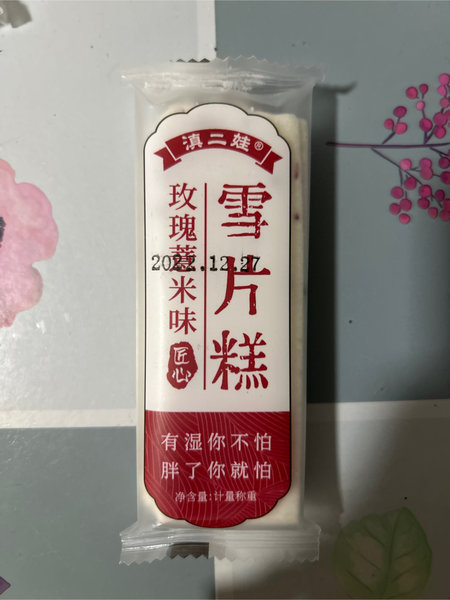 滇二娃®
雪片糕
玫瑰薏米味
匠心
2022.12.27
有湿你不怕
胖了你就怕
净含量:计量称重